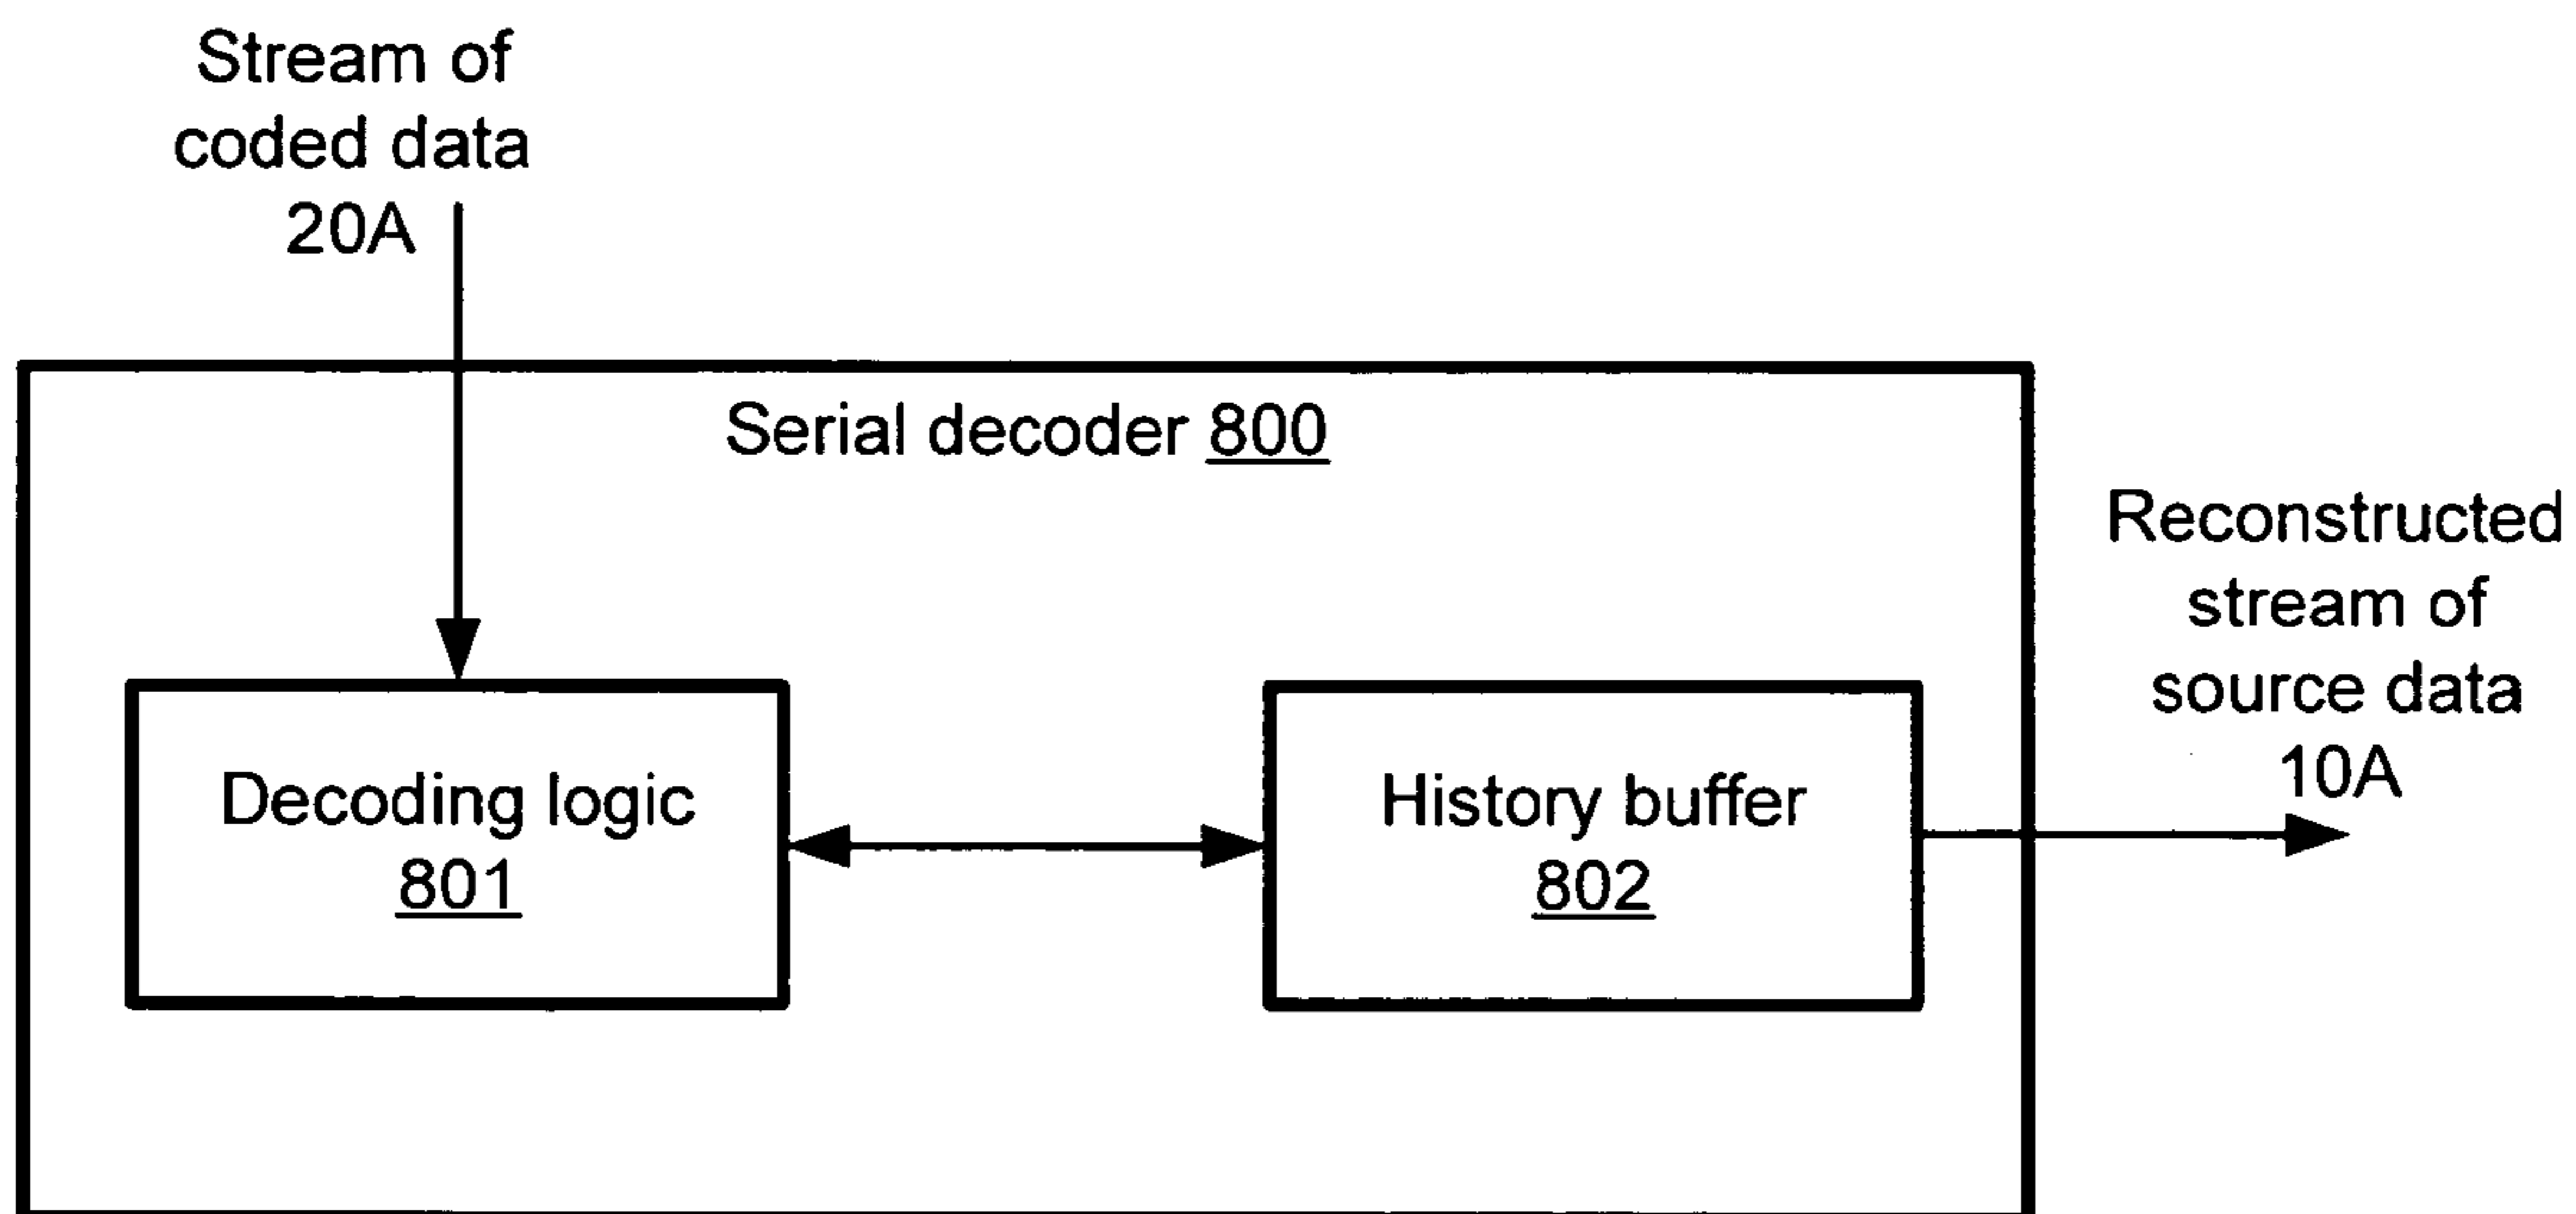 Stream of
coded data
20A
Serial decoder 800
Reconstructed
stream of
source data
10A
Decoding logic
801
History buffer
802